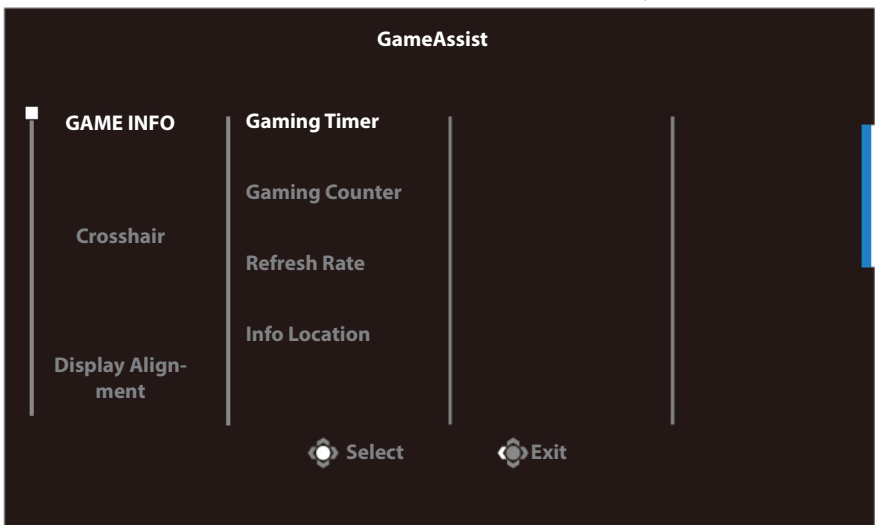 GameAssist
GAME INFO
Crosshair
Display Align-
ment
Gaming Timer
Gaming Counter
Refresh Rate
Info Location
Select
Exit